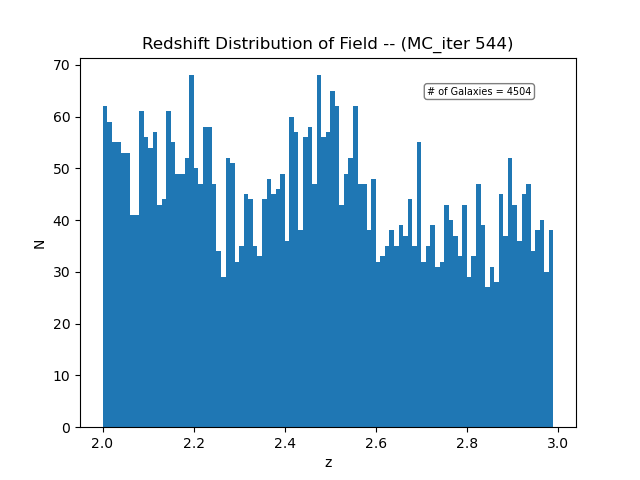 Redshift Distribution of Field -- (MC_iter 544)
# of Galaxies = 4504
70
60
50
40
30
20
10
0
N
2.0 2.2 2.4 2.6 2.8 3.0
z